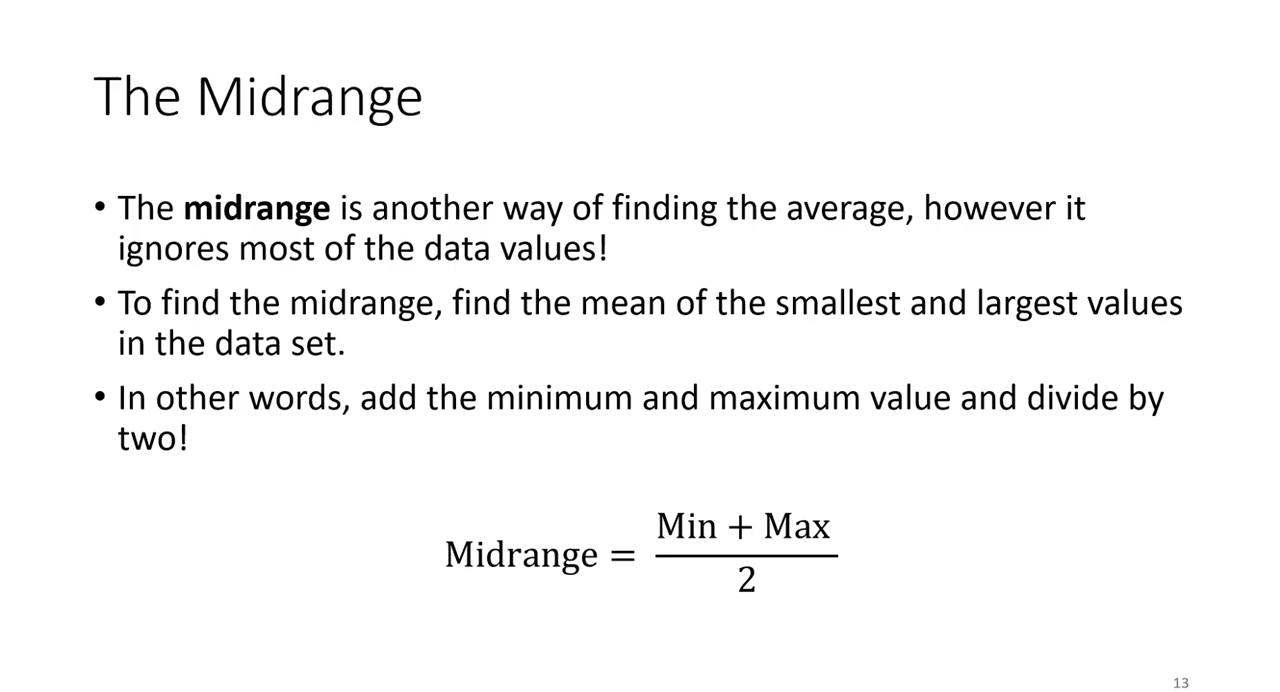 The Midrange
• The midrange is another way of finding the average, however it
ignores most of the data values!
• To find the midrange, find the mean of the smallest and largest values
in the data set.
• In other words, add the minimum and maximum value and divide by
two!
Midrange = Min + Max
2
13